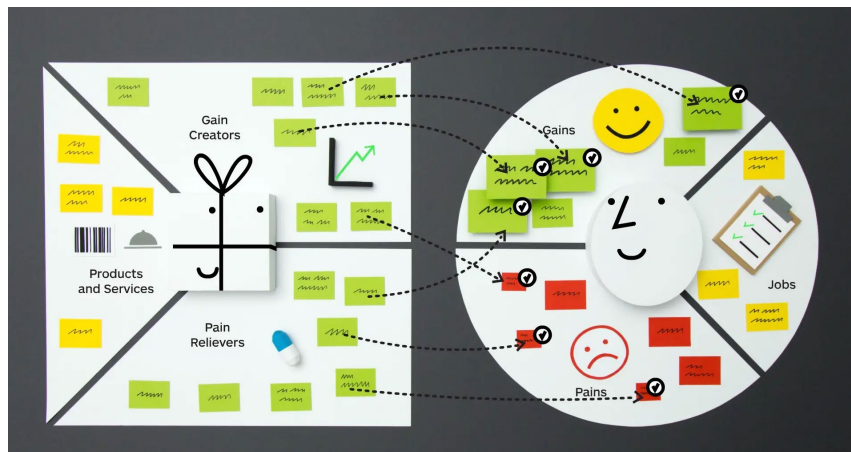 Gain
Creators
Gains
Products
and Services
Jobs
Pain
Relievers
Pains